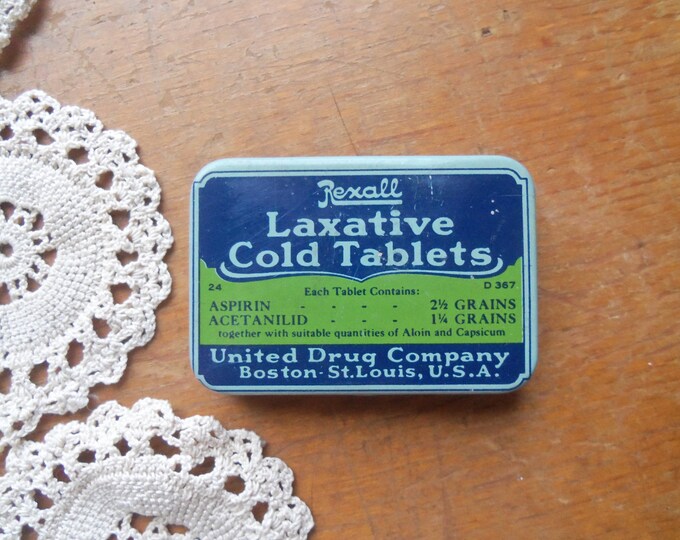 Rexall
Laxative
Cold Tablets
24 Each Tablet Contains: D 367
ASPIRIN - - - - 2½ GRAINS
ACETANILID - - - 1¼ GRAINS
together with suitable quantities of Aloin and Capsicum
United Drug Company
Boston-St.Louis, U.S.A.